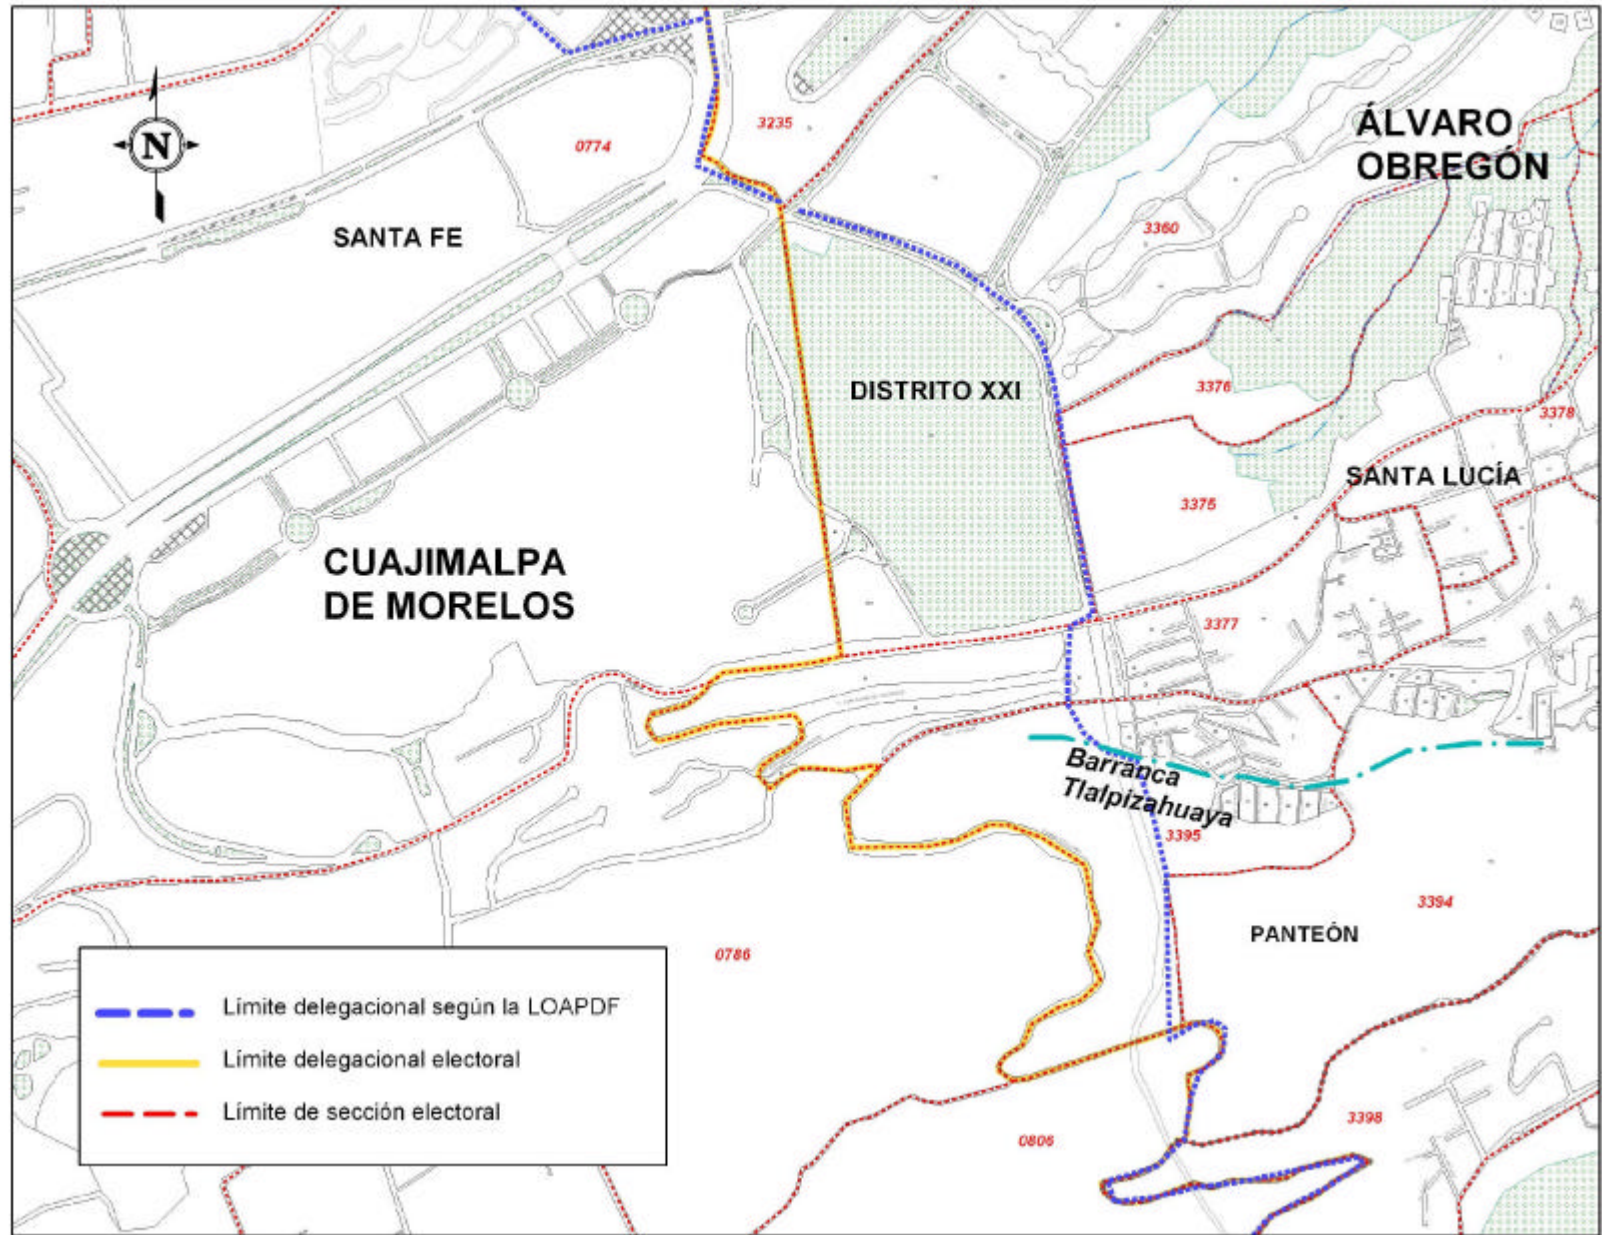 ÁLVARO
OBREGÓN
3235
0774
N
3360
SANTA FE
DISTRITO XXI
3376
3378
SANTA LUCÍA
3375
CUAJIMALPA
DE MORELOS
3377
Barranca
Tlalpizahuaya
3395
3394
PANTEÓN
0786
Límite delegacional según la LOAPDF
Límite delegacional electoral
Límite de sección electoral
3398
0806